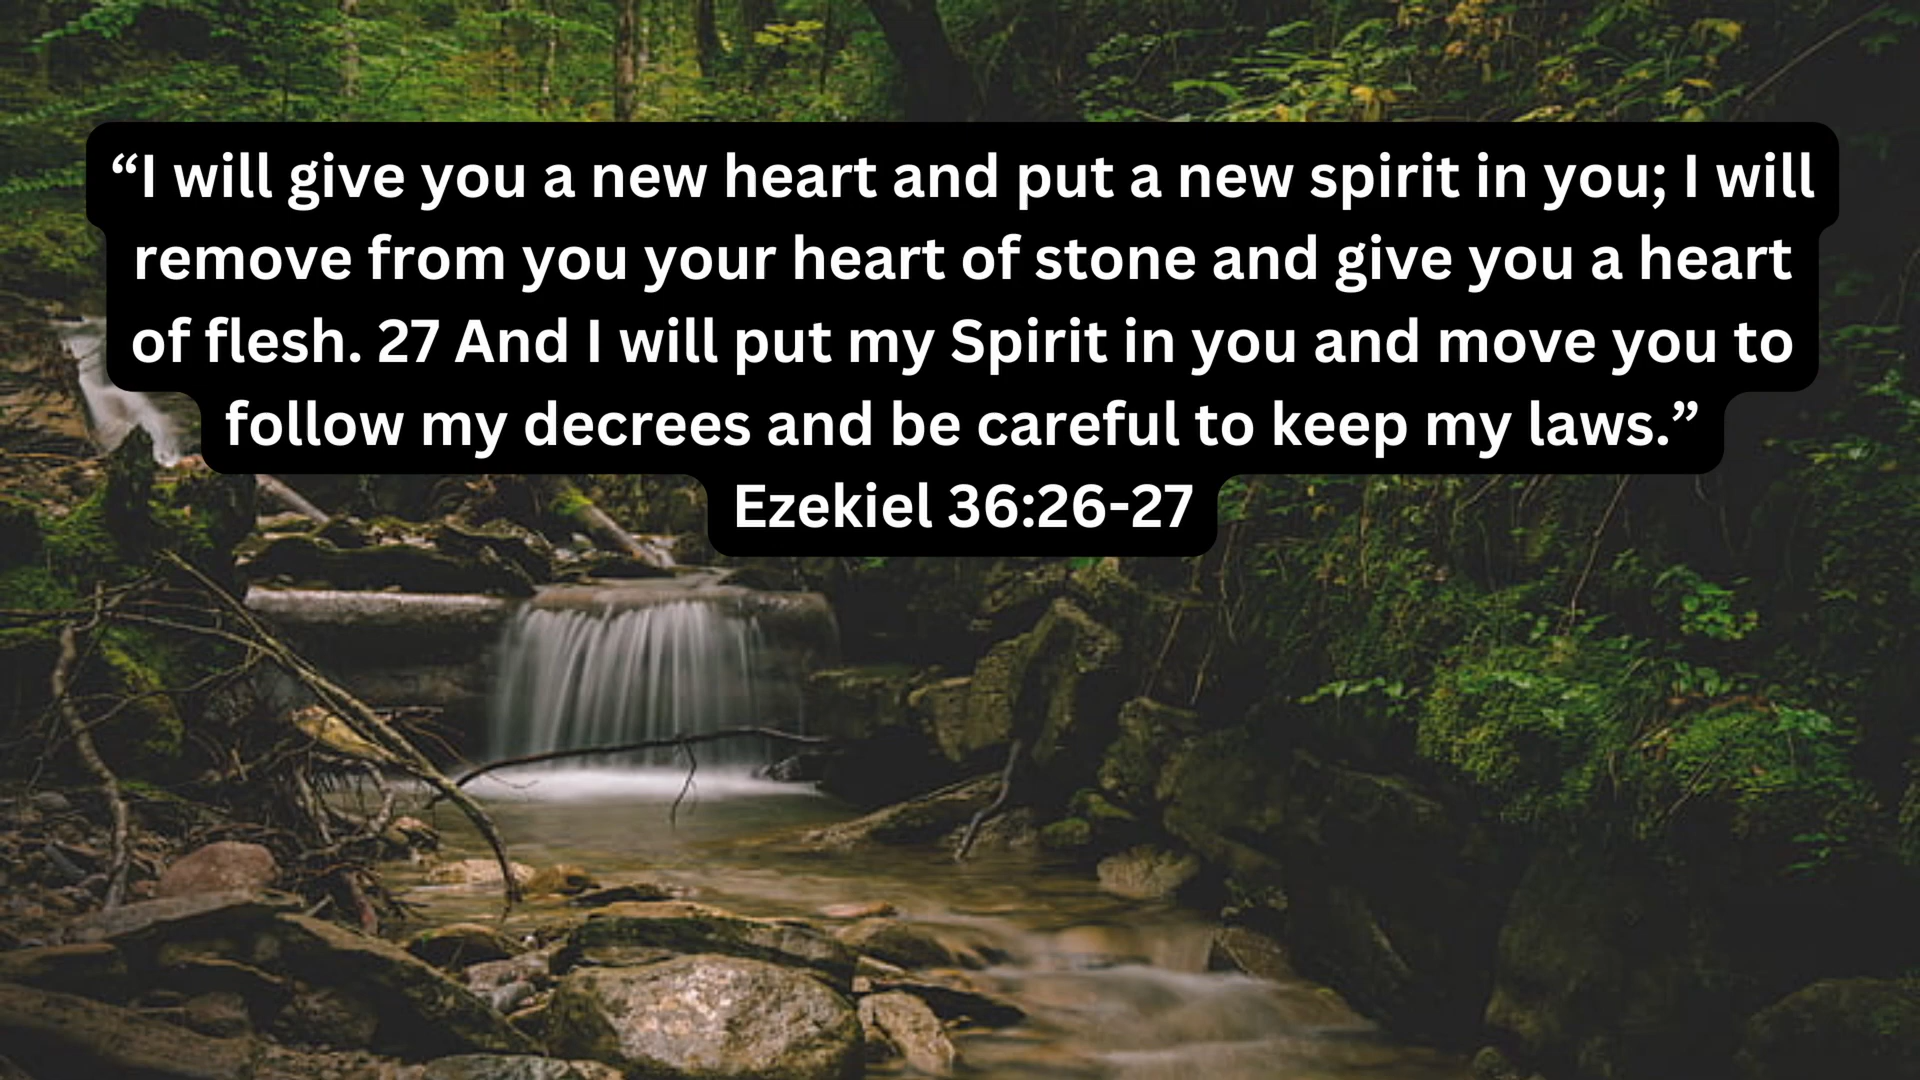 “I will give you a new heart and put a new spirit in you; I will
remove from you your heart of stone and give you a heart
of flesh. 27 And I will put my Spirit in you and move you to
follow my decrees and be careful to keep my laws.”
Ezekiel 36:26-27